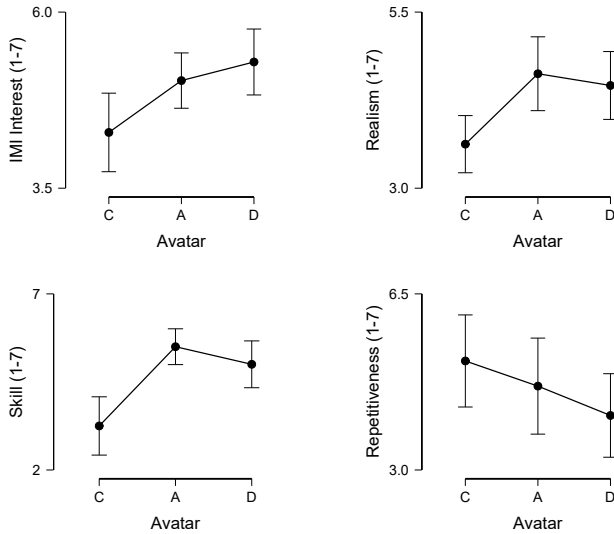 6.0
IMI Interest (1-7)
3.5
C A D
Avatar
5.5
Realism (1-7)
3.0
C A D
Avatar
7
Skill (1-7)
2
C A D
Avatar
6.5
Repetitiveness (1-7)
3.0
C A D
Avatar